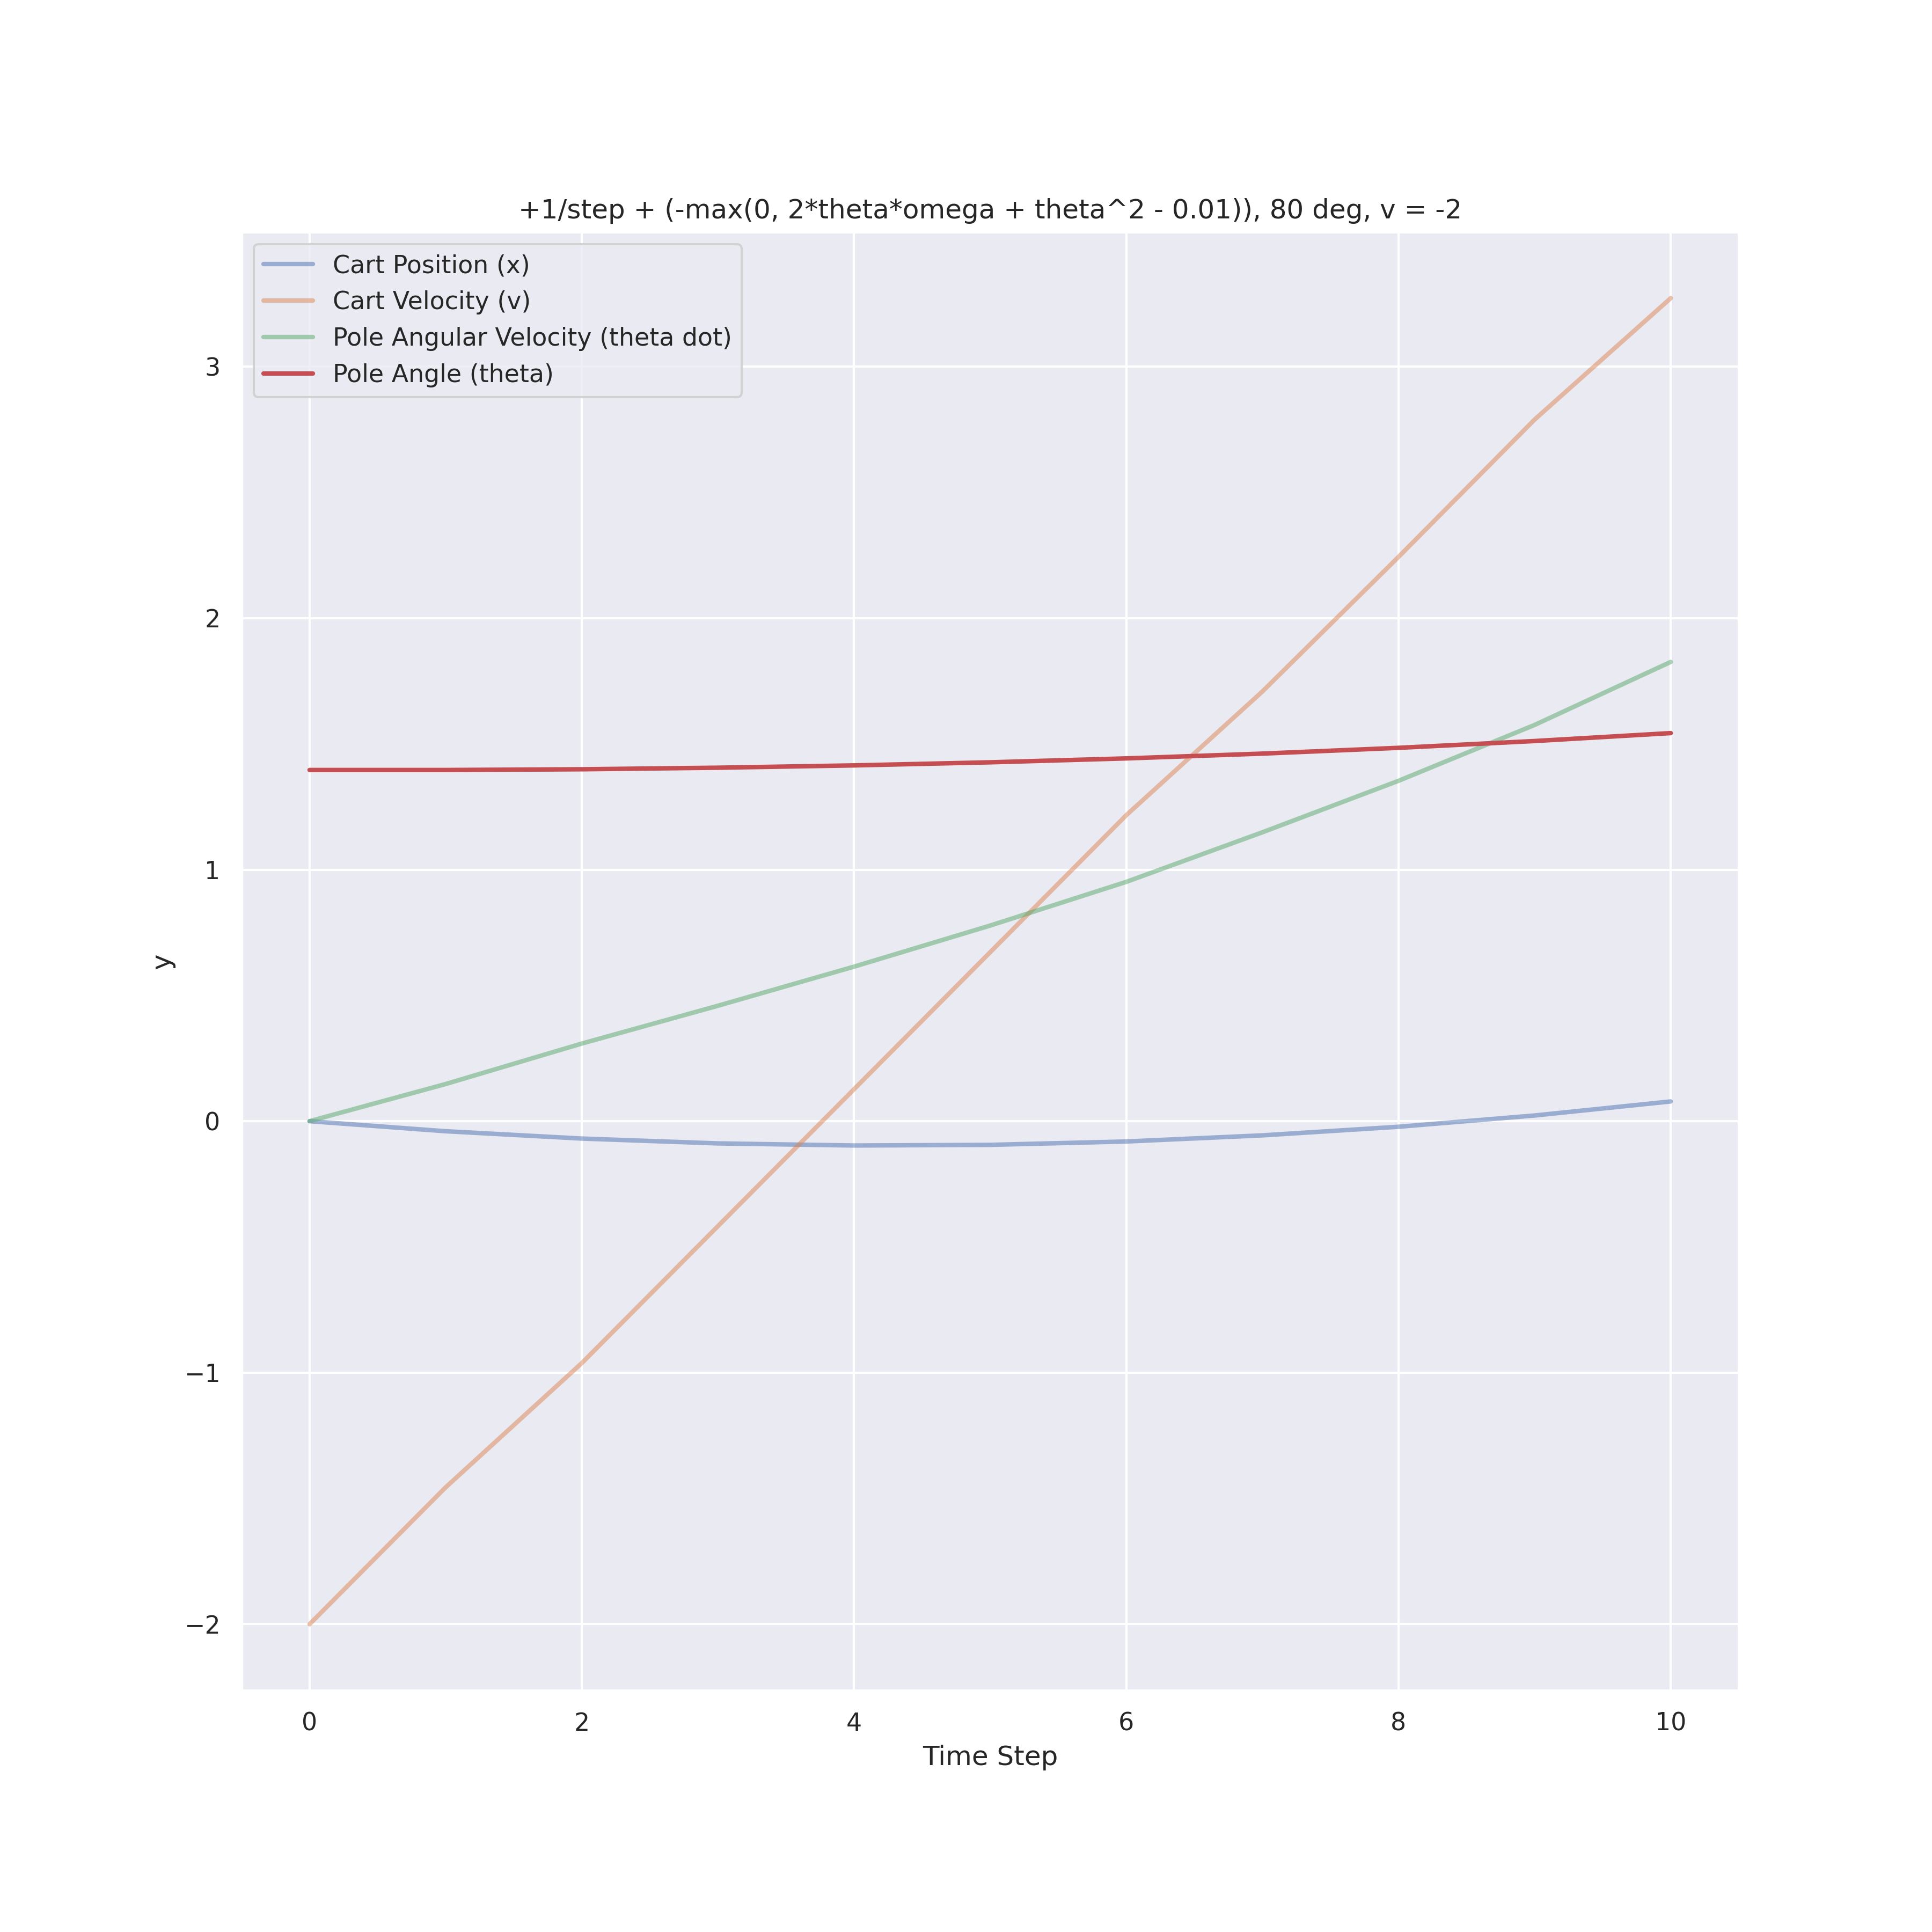 +1/step + (-max(0, 2*theta*omega + theta^2 - 0.01)), 80 deg, v = -2
Cart Position (x)
Cart Velocity (v)
Pole Angular Velocity (theta dot)
Pole Angle (theta)
3
2
1
0
−1
−2
y
0 2 4 6 8 10
Time Step